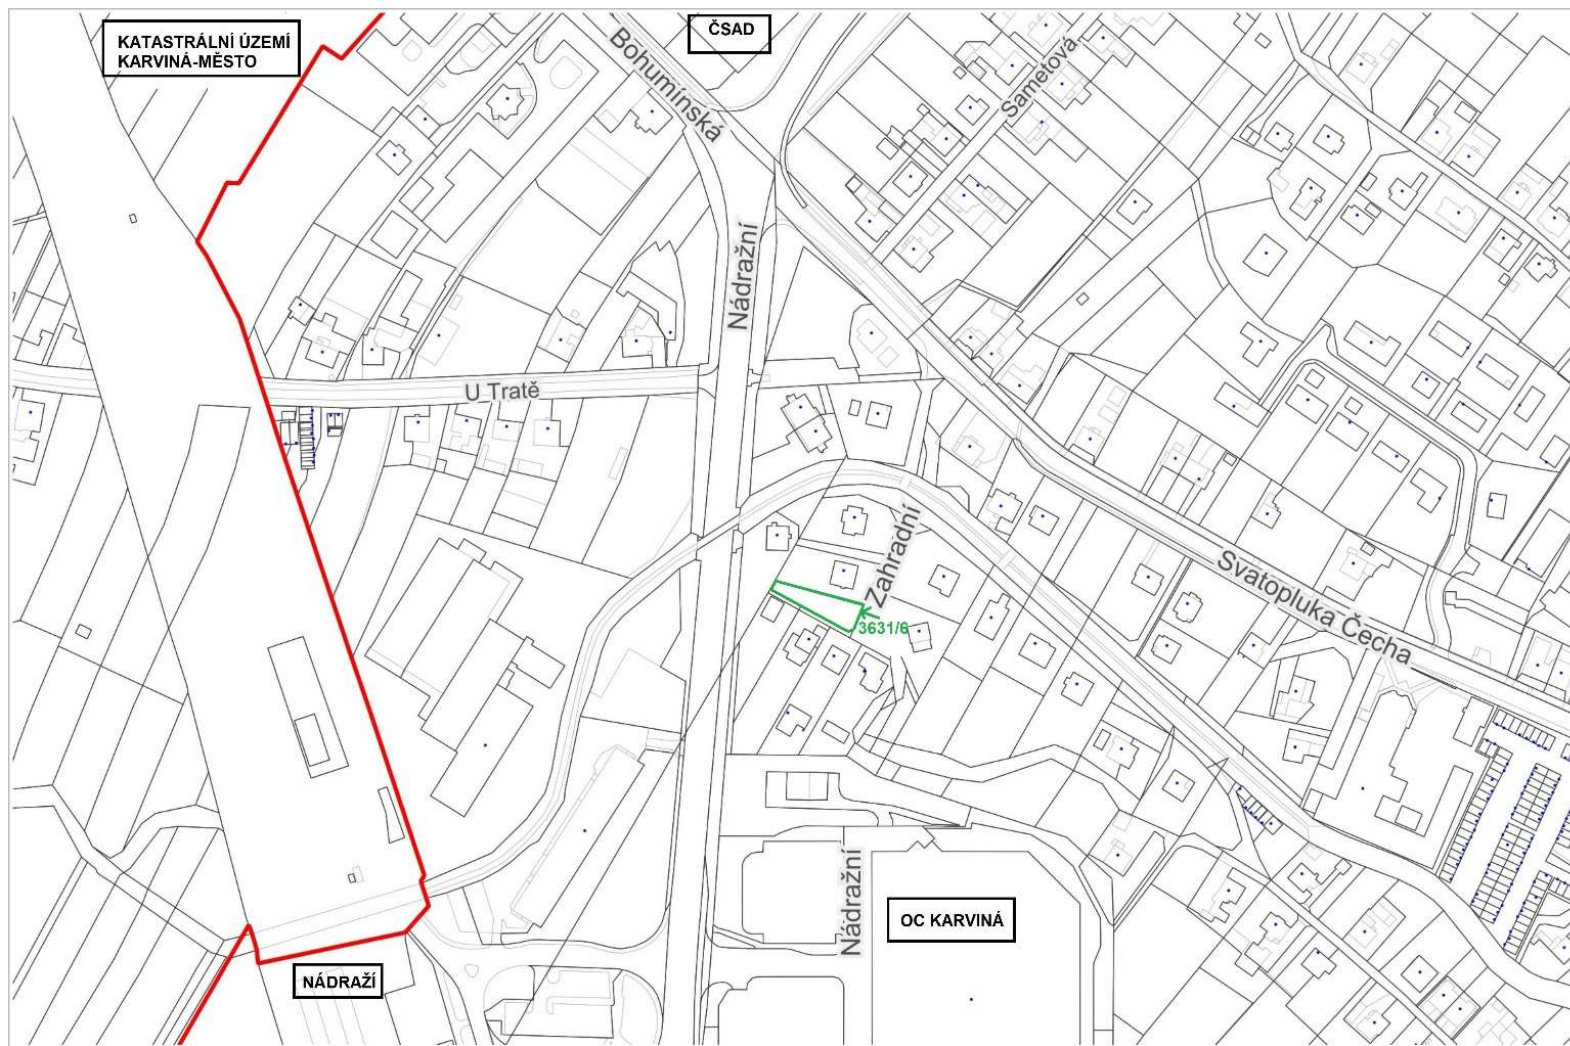 KATASTRÁLNÍ ÚZEMÍ
KARVINÁ-MĚSTO
ČSAD
Bohumínská
Sametová
Nádražní
U Tratě
Zahradní
3631/6
Svatopluka Čecha
Nádražní
OC KARVINÁ
NÁDRAŽÍ